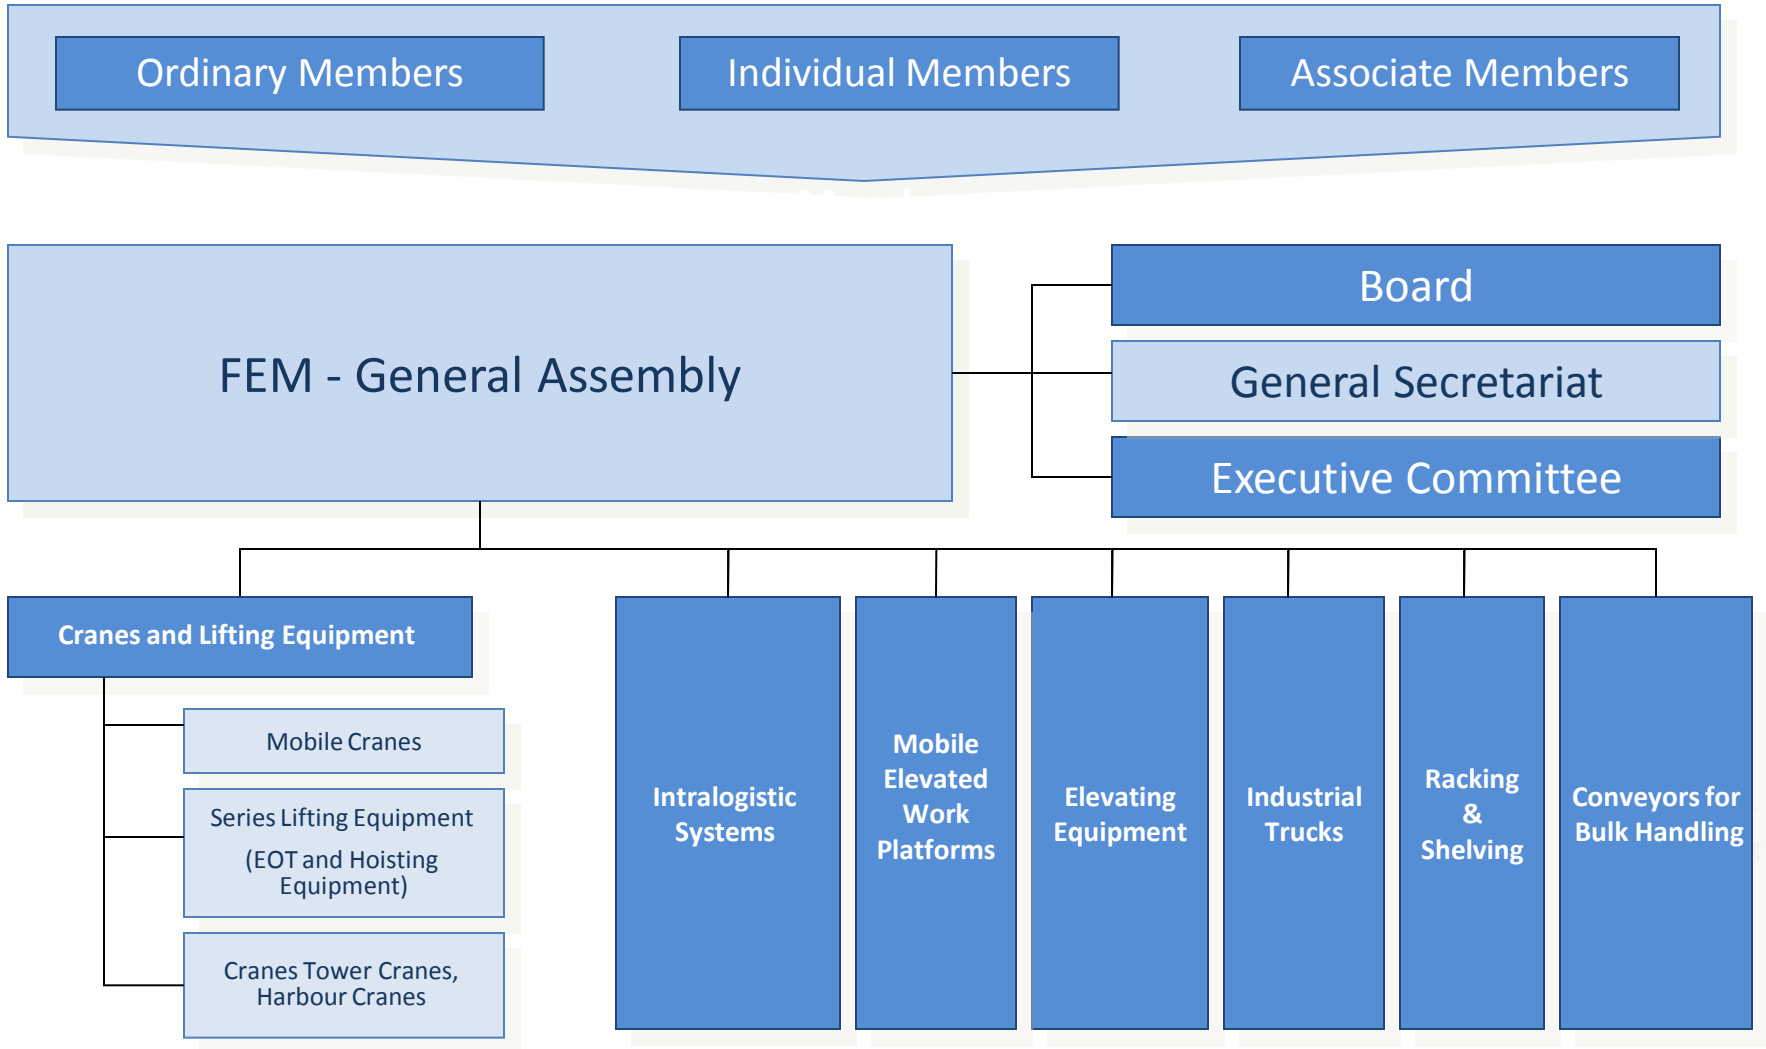 Ordinary Members
Individual Members
Associate Members
FEM - General Assembly
Board
General Secretariat
Executive Committee
Cranes and Lifting Equipment
Mobile Cranes
Series Lifting Equipment
(EOT and Hoisting
Equipment)
Cranes Tower Cranes,
Harbour Cranes
Intralogistic
Systems
Mobile
Elevated
Work
Platforms
Elevating
Equipment
Industrial
Trucks
Racking
&
Shelving
Conveyors for
Bulk Handling